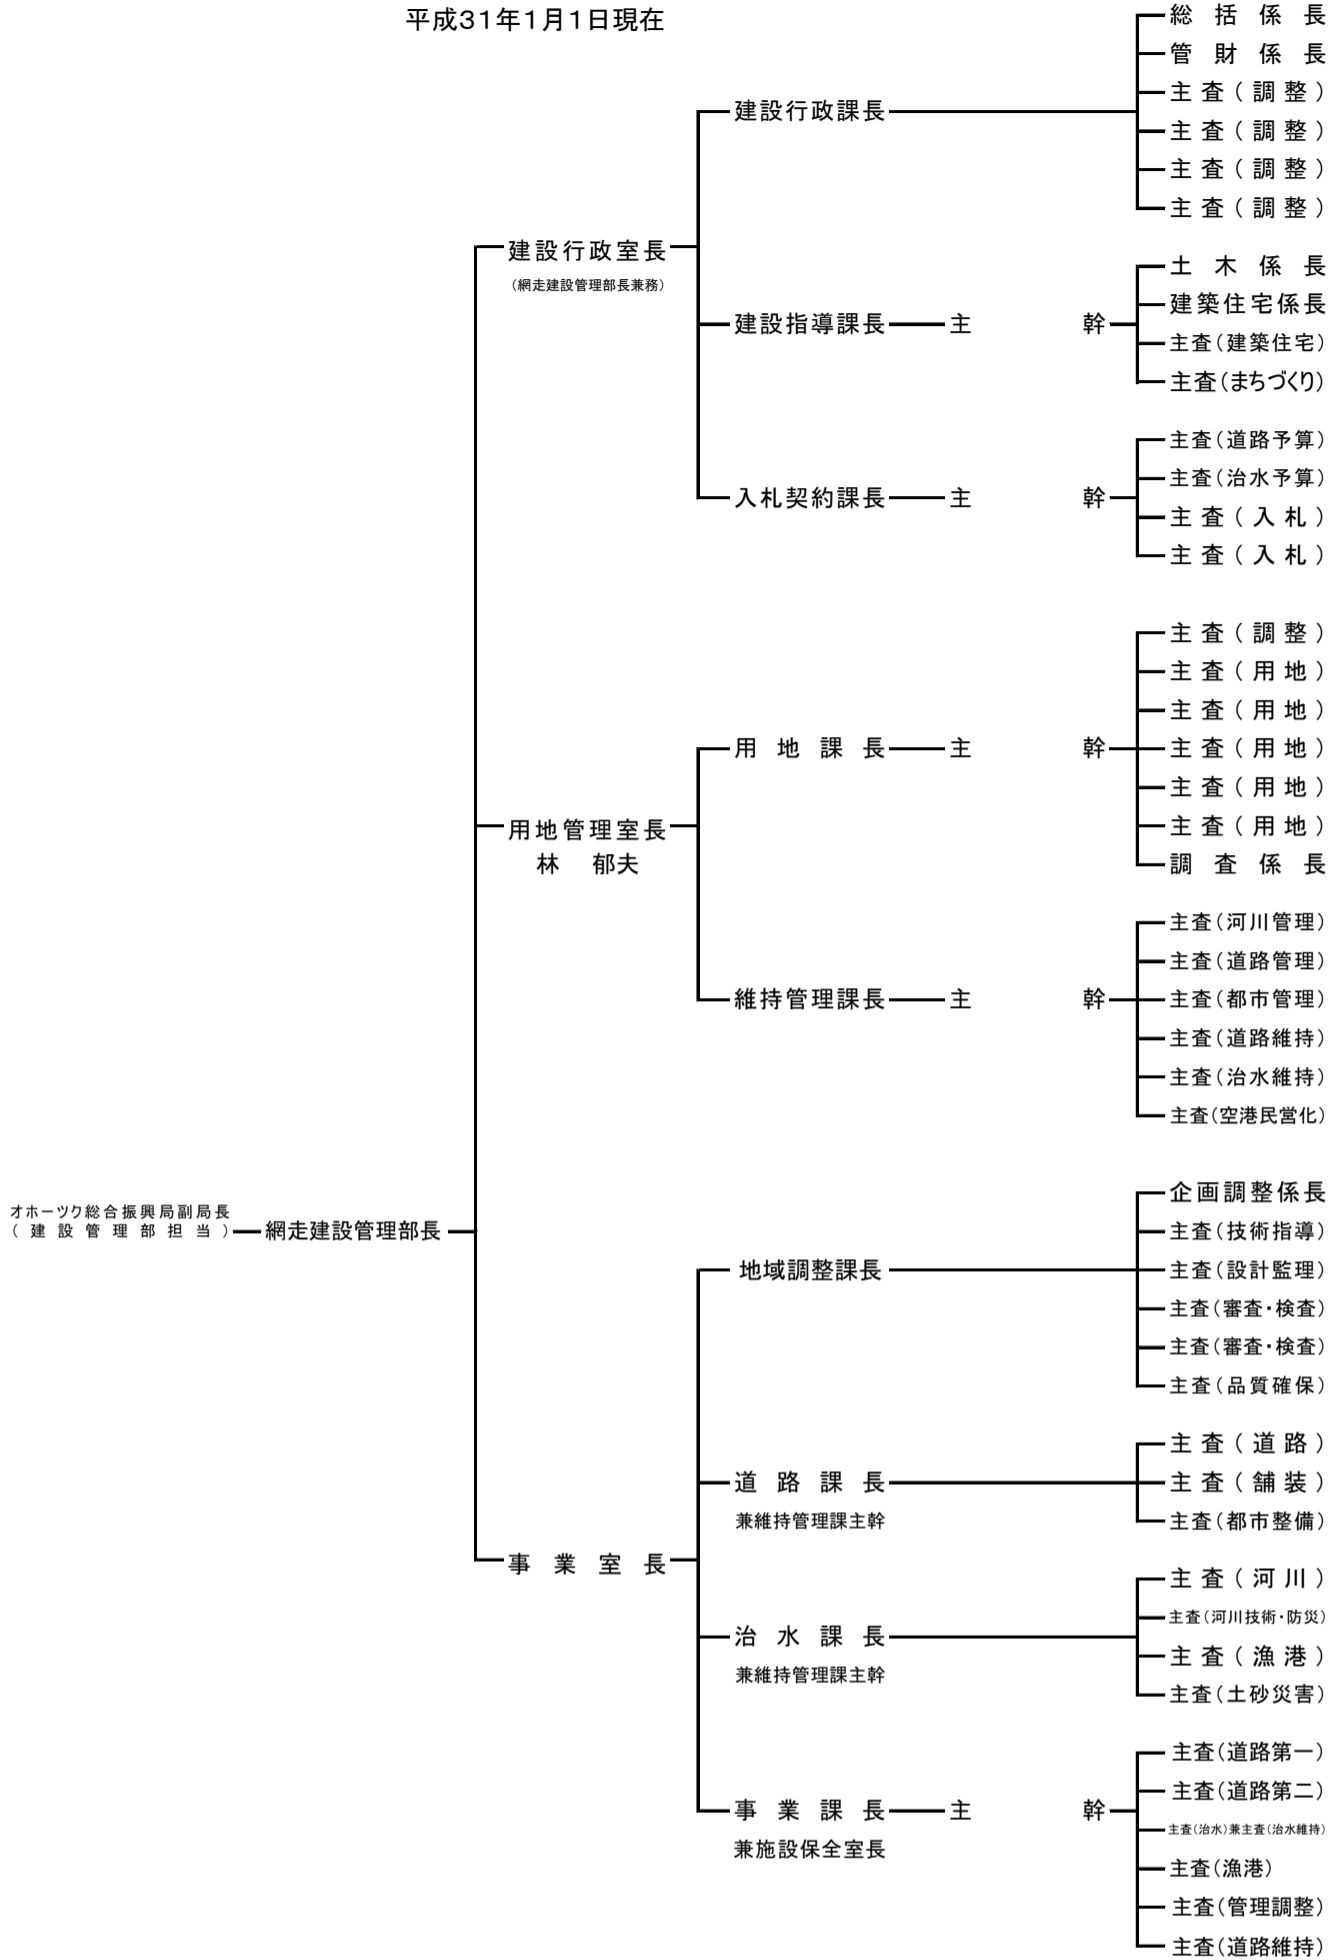 平成31年1月1日現在
総括係長
管財係長
主査(調整)
主査(調整)
主査(調整)
主査(調整)
建設行政課長
建設行政室長
(網走建設管理部長兼務)
建設指導課長 主幹
土木係長
建築住宅係長
主査(建築住宅)
主査(まちづくり)
入札契約課長 主幹
主査(道路予算)
主査(治水予算)
主査(入札)
主査(入札)
用地管理室長
林 郁夫
用地課長 主幹
主査(調整)
主査(用地)
主査(用地)
主査(用地)
主査(用地)
主査(用地)
調査係長
維持管理課長 主幹
主査(河川管理)
主査(道路管理)
主査(都市管理)
主査(道路維持)
主査(治水維持)
主査(空港民営化)
オホーツク総合振興局副局長
(建設管理部担当)
網走建設管理部長
事業室長
地域調整課長
企画調整係長
主査(技術指導)
主査(設計監理)
主査(審査・検査)
主査(審査・検査)
主査(品質確保)
道路課長
兼維持管理課主幹
主査(道路)
主査(舗装)
主査(都市整備)
治水課長
兼維持管理課主幹
主査(河川)
主査(河川技術・防災)
主査(漁港)
主査(土砂災害)
事業課長 主幹
兼施設保全室長
主査(道路第一)
主査(道路第二)
主査(治水)兼主査(治水維持)
主査(漁港)
主査(管理調整)
主査(道路維持)